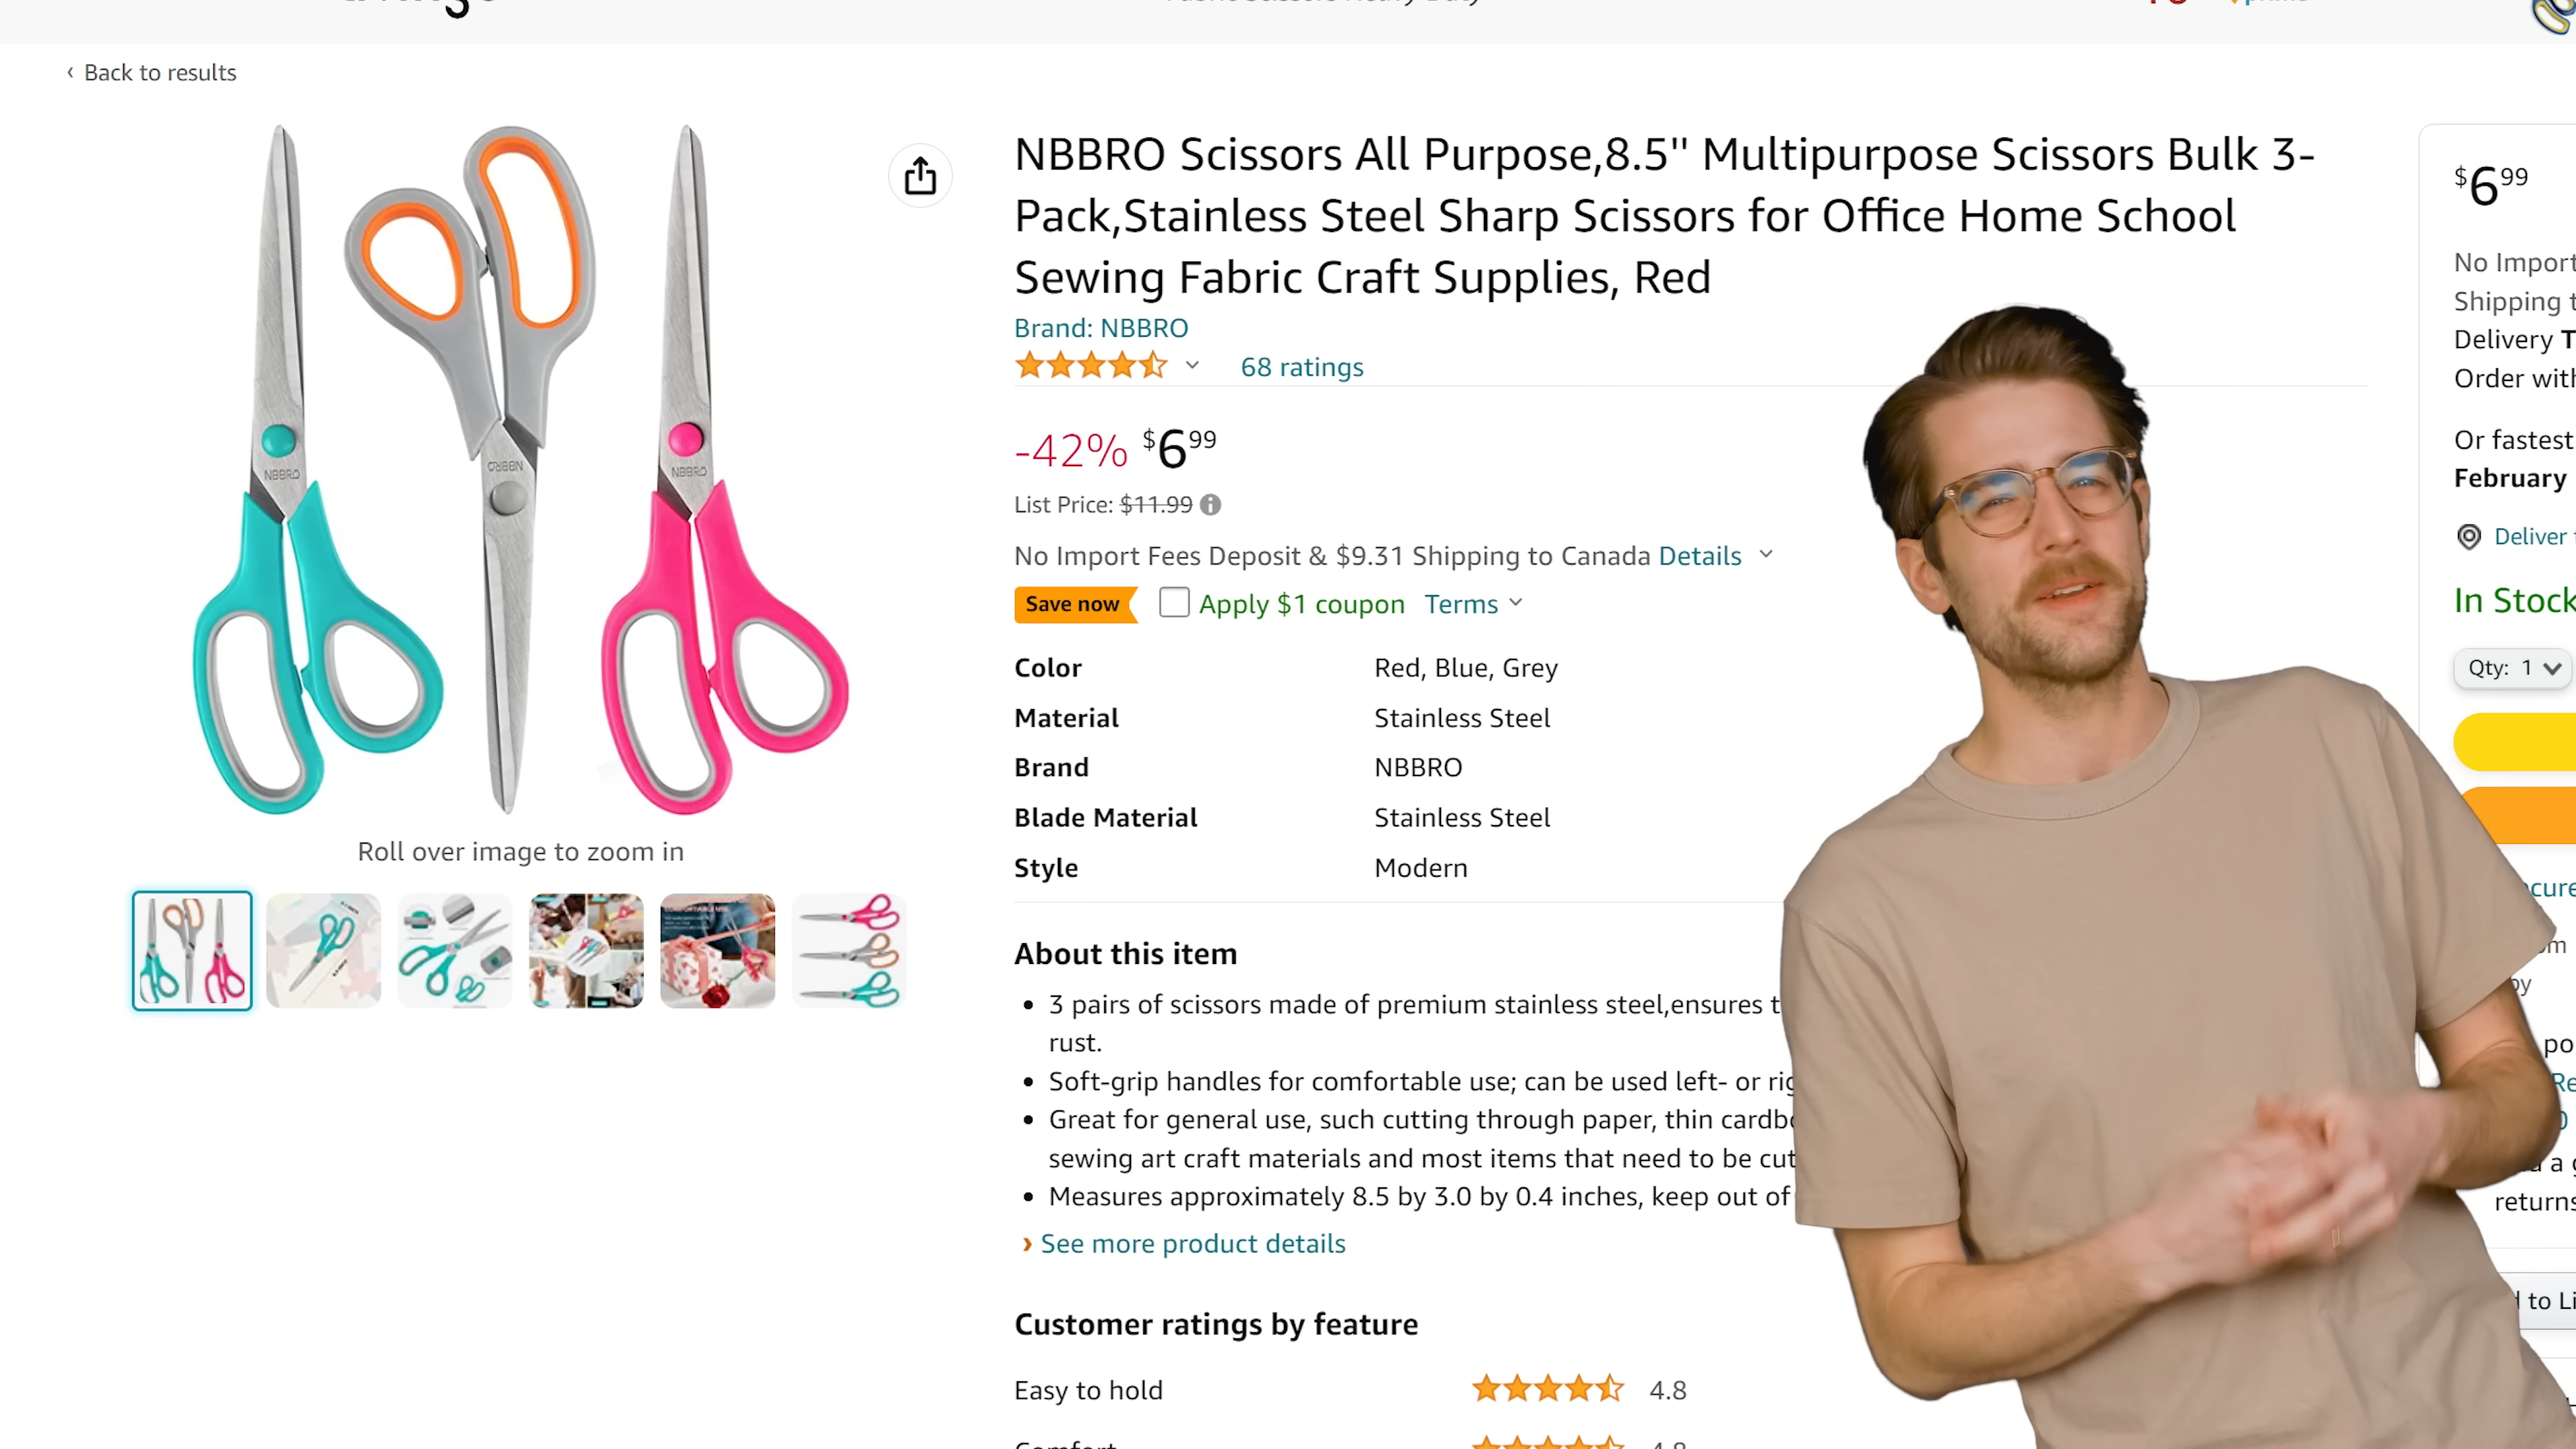 ‹ Back to results
NBBRO Scissors All Purpose,8.5" Multipurpose Scissors Bulk 3-
Pack,Stainless Steel Sharp Scissors for Office Home School
Sewing Fabric Craft Supplies, Red
Brand: NBBRO
68 ratings
-42% $6 99
List Price: $11.99
No Import Fees Deposit & $9.31 Shipping to Canada Details
Save now Apply $1 coupon Terms
Color Red, Blue, Grey
Material Stainless Steel
Brand NBBRO
Blade Material Stainless Steel
Style Modern
About this item
• 3 pairs of scissors made of premium stainless steel,ensures
rust.
• Soft-grip handles for comfortable use; can be used left- or
• Great for general use, such cutting through paper, thin
sewing art craft materials and most items that need to be cut
• Measures approximately 8.5 by 3.0 by 0.4 inches, keep out of
› See more product details
Customer ratings by feature
Easy to hold 4.8
NBBRO
NBBRO
NBBRO
Roll over image to zoom in
$6 99
No Import
Shipping
Delivery
Order
Or fastest
February
Deliver
In Stock
Qty: 1
returns
to